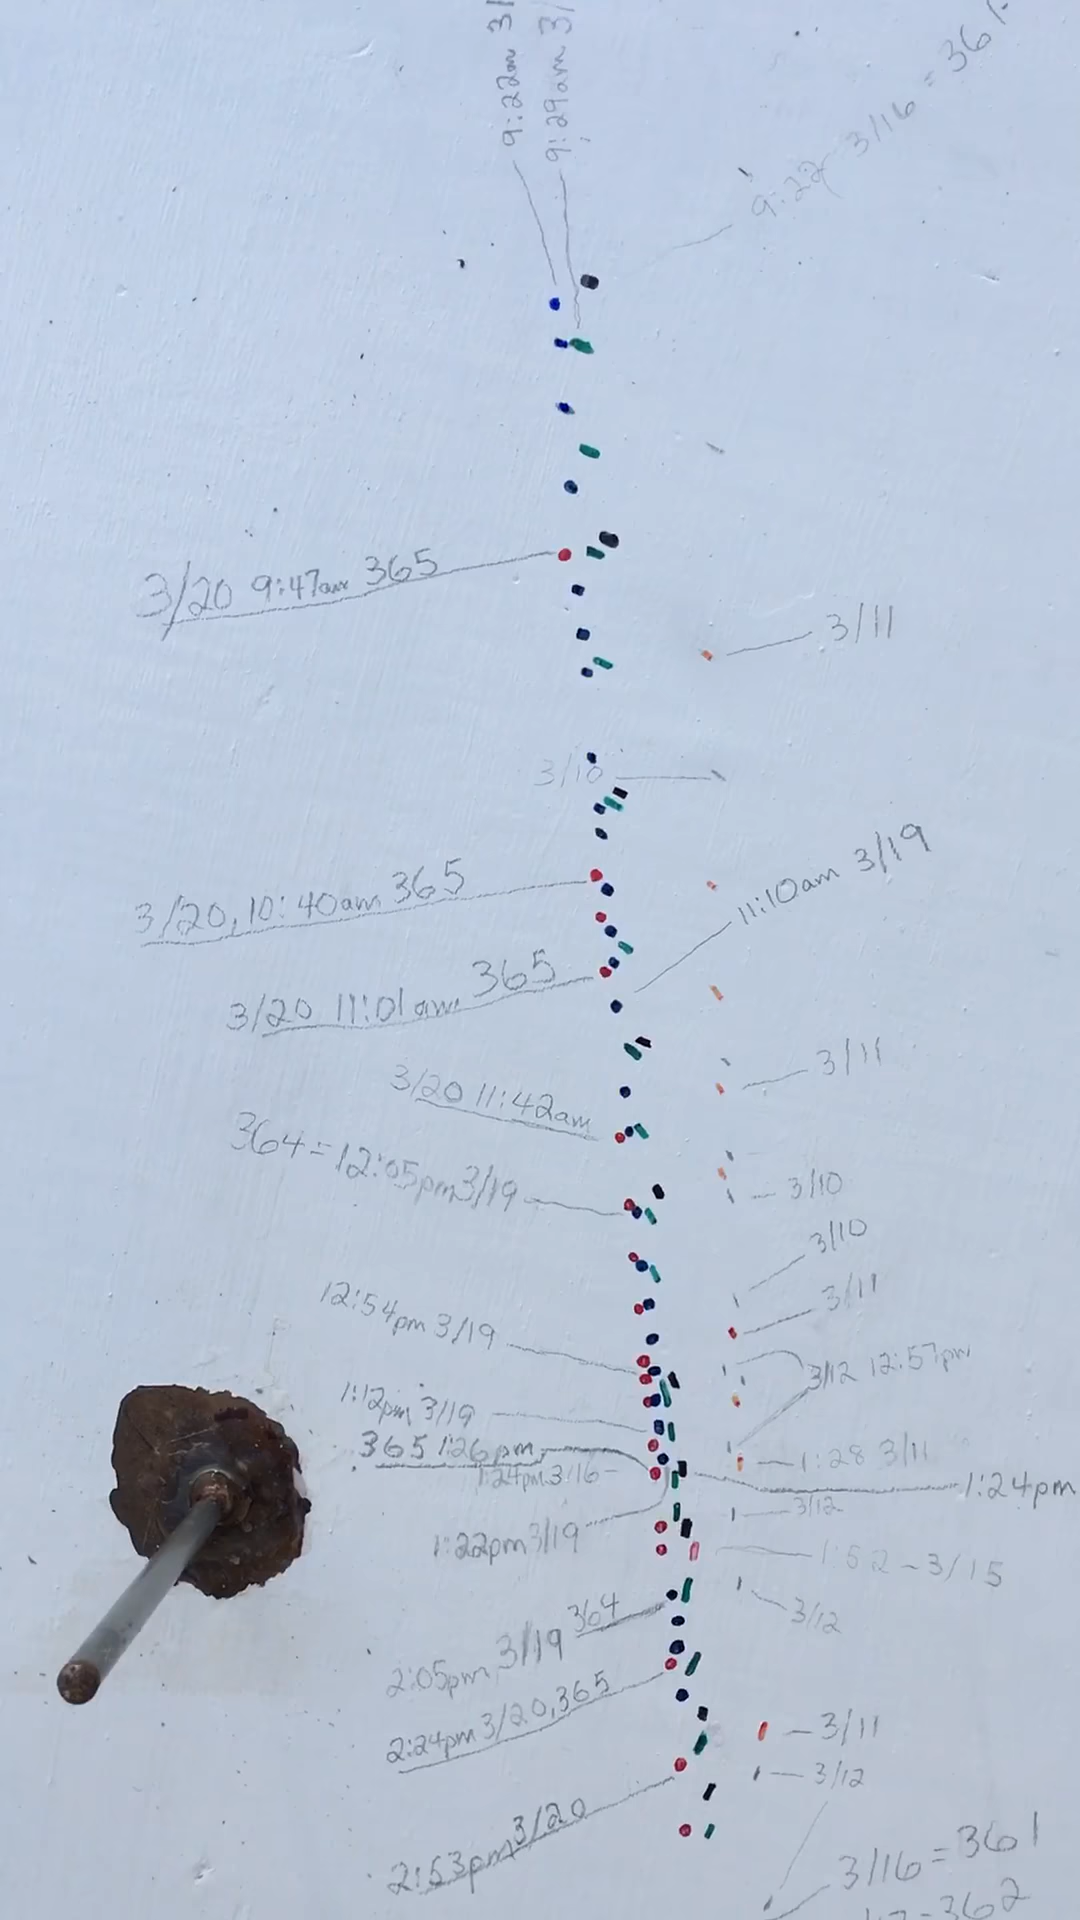 9:22am 3/
9:29am 3/
9:22 3/16 = 361
3/20 9:47am 365
3/11
3/10
3/20, 10:40am 365
11:10am 3/19
3/20 11:01am 365
3/11
3/20 11:42am
364 = 12:05pm 3/19
3/10
3/10
12:54pm 3/19
3/11
3/12 12:57pm
1:12pm 3/19
365 1:26pm
1:28 3/11
1:24pm 3/16
1:24pm
3/12
1:22pm 3/19
1:52 - 3/15
3/12
2:05pm 3/19 364
2:24pm 3/20, 365
3/11
3/12
2:53pm 3/20
3/16 = 361
-362